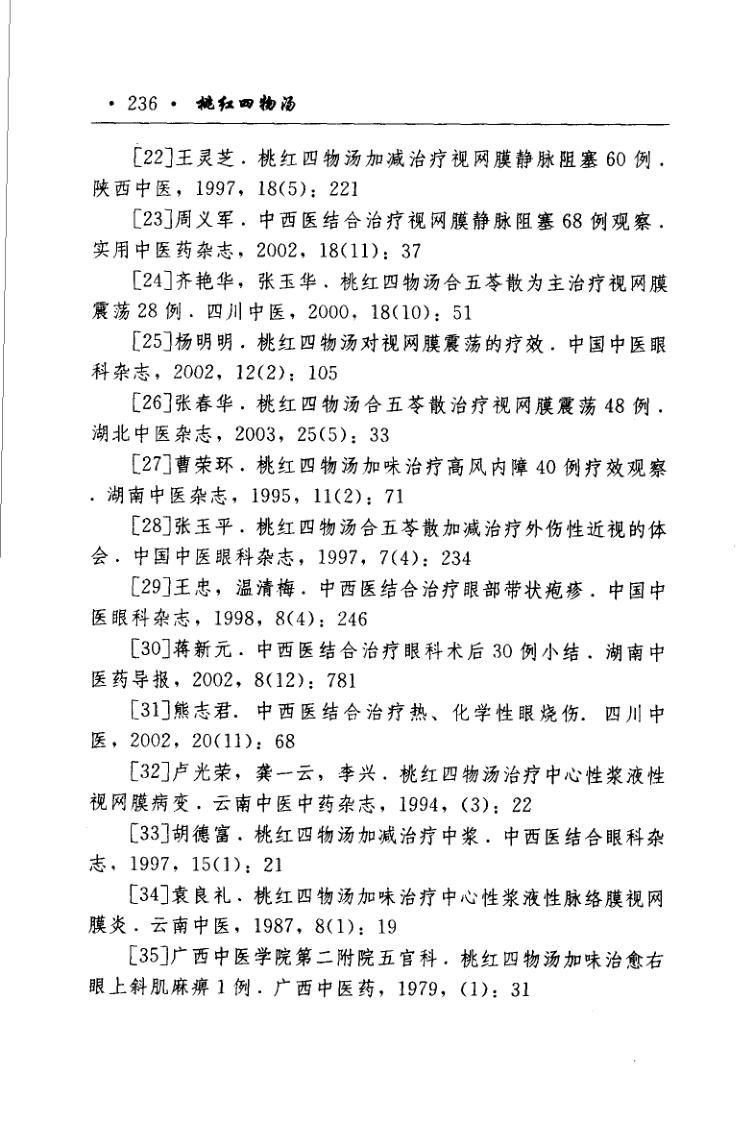 · 236 · 桃红四物汤
[22]王灵芝．桃红四物汤加减治疗视网膜静脉阻塞 60 例．
陕西中医，1997，18(5)：221
[23]周义军．中西医结合治疗视网膜静脉阻塞 68 例观察．
实用中医药杂志，2002，18(11)：37
[24]齐艳华，张玉华．桃红四物汤合五苓散为主治疗视网膜
震荡 28 例．四川中医，2000，18(10)：51
[25]杨明明．桃红四物汤对视网膜震荡的疗效．中国中医眼
科杂志，2002，12(2)：105
[26]张春华．桃红四物汤合五苓散治疗视网膜震荡 48 例．
湖北中医杂志，2003，25(5)：33
[27]曹荣环．桃红四物汤加味治疗高风内障 40 例疗效观察
．湖南中医杂志，1995，11(2)：71
[28]张玉平．桃红四物汤合五苓散加减治疗外伤性近视的体
会．中国中医眼科杂志，1997，7(4)：234
[29]王忠，温清梅．中西医结合治疗眼部带状疱疹．中国中
医眼科杂志，1998，8(4)：246
[30]蒋新元．中西医结合治疗眼科术后 30 例小结．湖南中
医药导报，2002，8(12)：781
[31]熊志君．中西医结合治疗热、化学性眼烧伤．四川中
医，2002，20(11)：68
[32]卢光荣，龚一云，李兴．桃红四物汤治疗中心性浆液性
视网膜病变．云南中医中药杂志，1994，(3)：22
[33]胡德富．桃红四物汤加减治疗中浆．中西医结合眼科杂
志，1997，15(1)：21
[34]袁良礼．桃红四物汤加味治疗中心性浆液性脉络膜视网
膜炎．云南中医，1987，8(1)：19
[35]广西中医学院第二附院五官科．桃红四物汤加味治愈右
眼上斜肌麻痹 1 例．广西中医药，1979，(1)：31